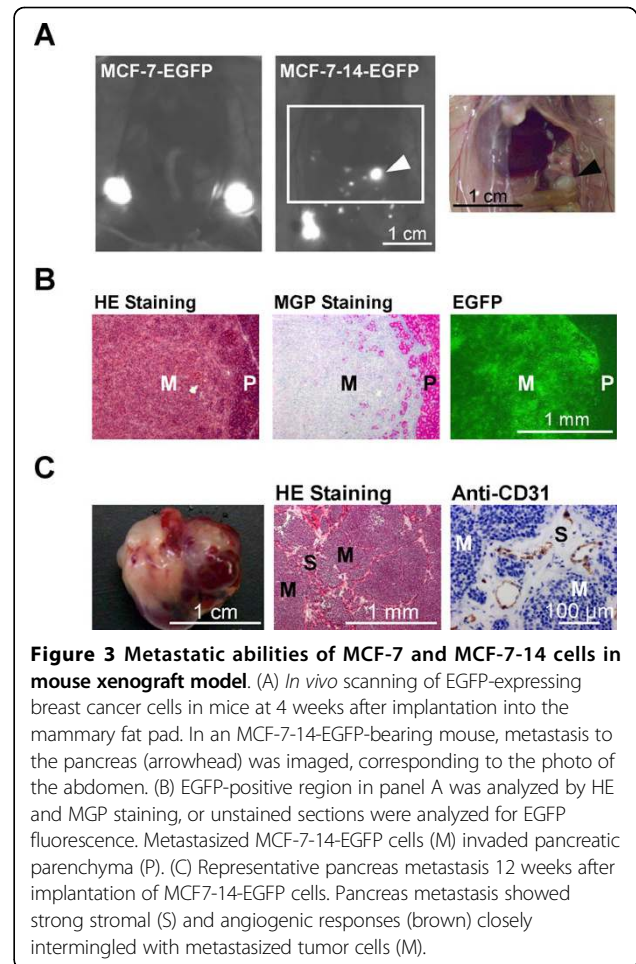 A
MCF-7-EGFP
MCF-7-14-EGFP
1 cm
1 cm
B
HE Staining
MGP Staining
EGFP
M
P
M
P
M
P
1 mm
C
HE Staining
Anti-CD31
1 cm
S
M
M
1 mm
M
S
M
100 µm
Figure 3 Metastatic abilities of MCF-7 and MCF-7-14 cells in
mouse xenograft model. (A) In vivo scanning of EGFP-expressing
breast cancer cells in mice at 4 weeks after implantation into the
mammary fat pad. In an MCF-7-14-EGFP-bearing mouse, metastasis to
the pancreas (arrowhead) was imaged, corresponding to the photo of
the abdomen. (B) EGFP-positive region in panel A was analyzed by HE
and MGP staining, or unstained sections were analyzed for EGFP
fluorescence. Metastasized MCF-7-14-EGFP cells (M) invaded pancreatic
parenchyma (P). (C) Representative pancreas metastasis 12 weeks after
implantation of MCF7-14-EGFP cells. Pancreas metastasis showed
strong stromal (S) and angiogenic responses (brown) closely
intermingled with metastasized tumor cells (M).